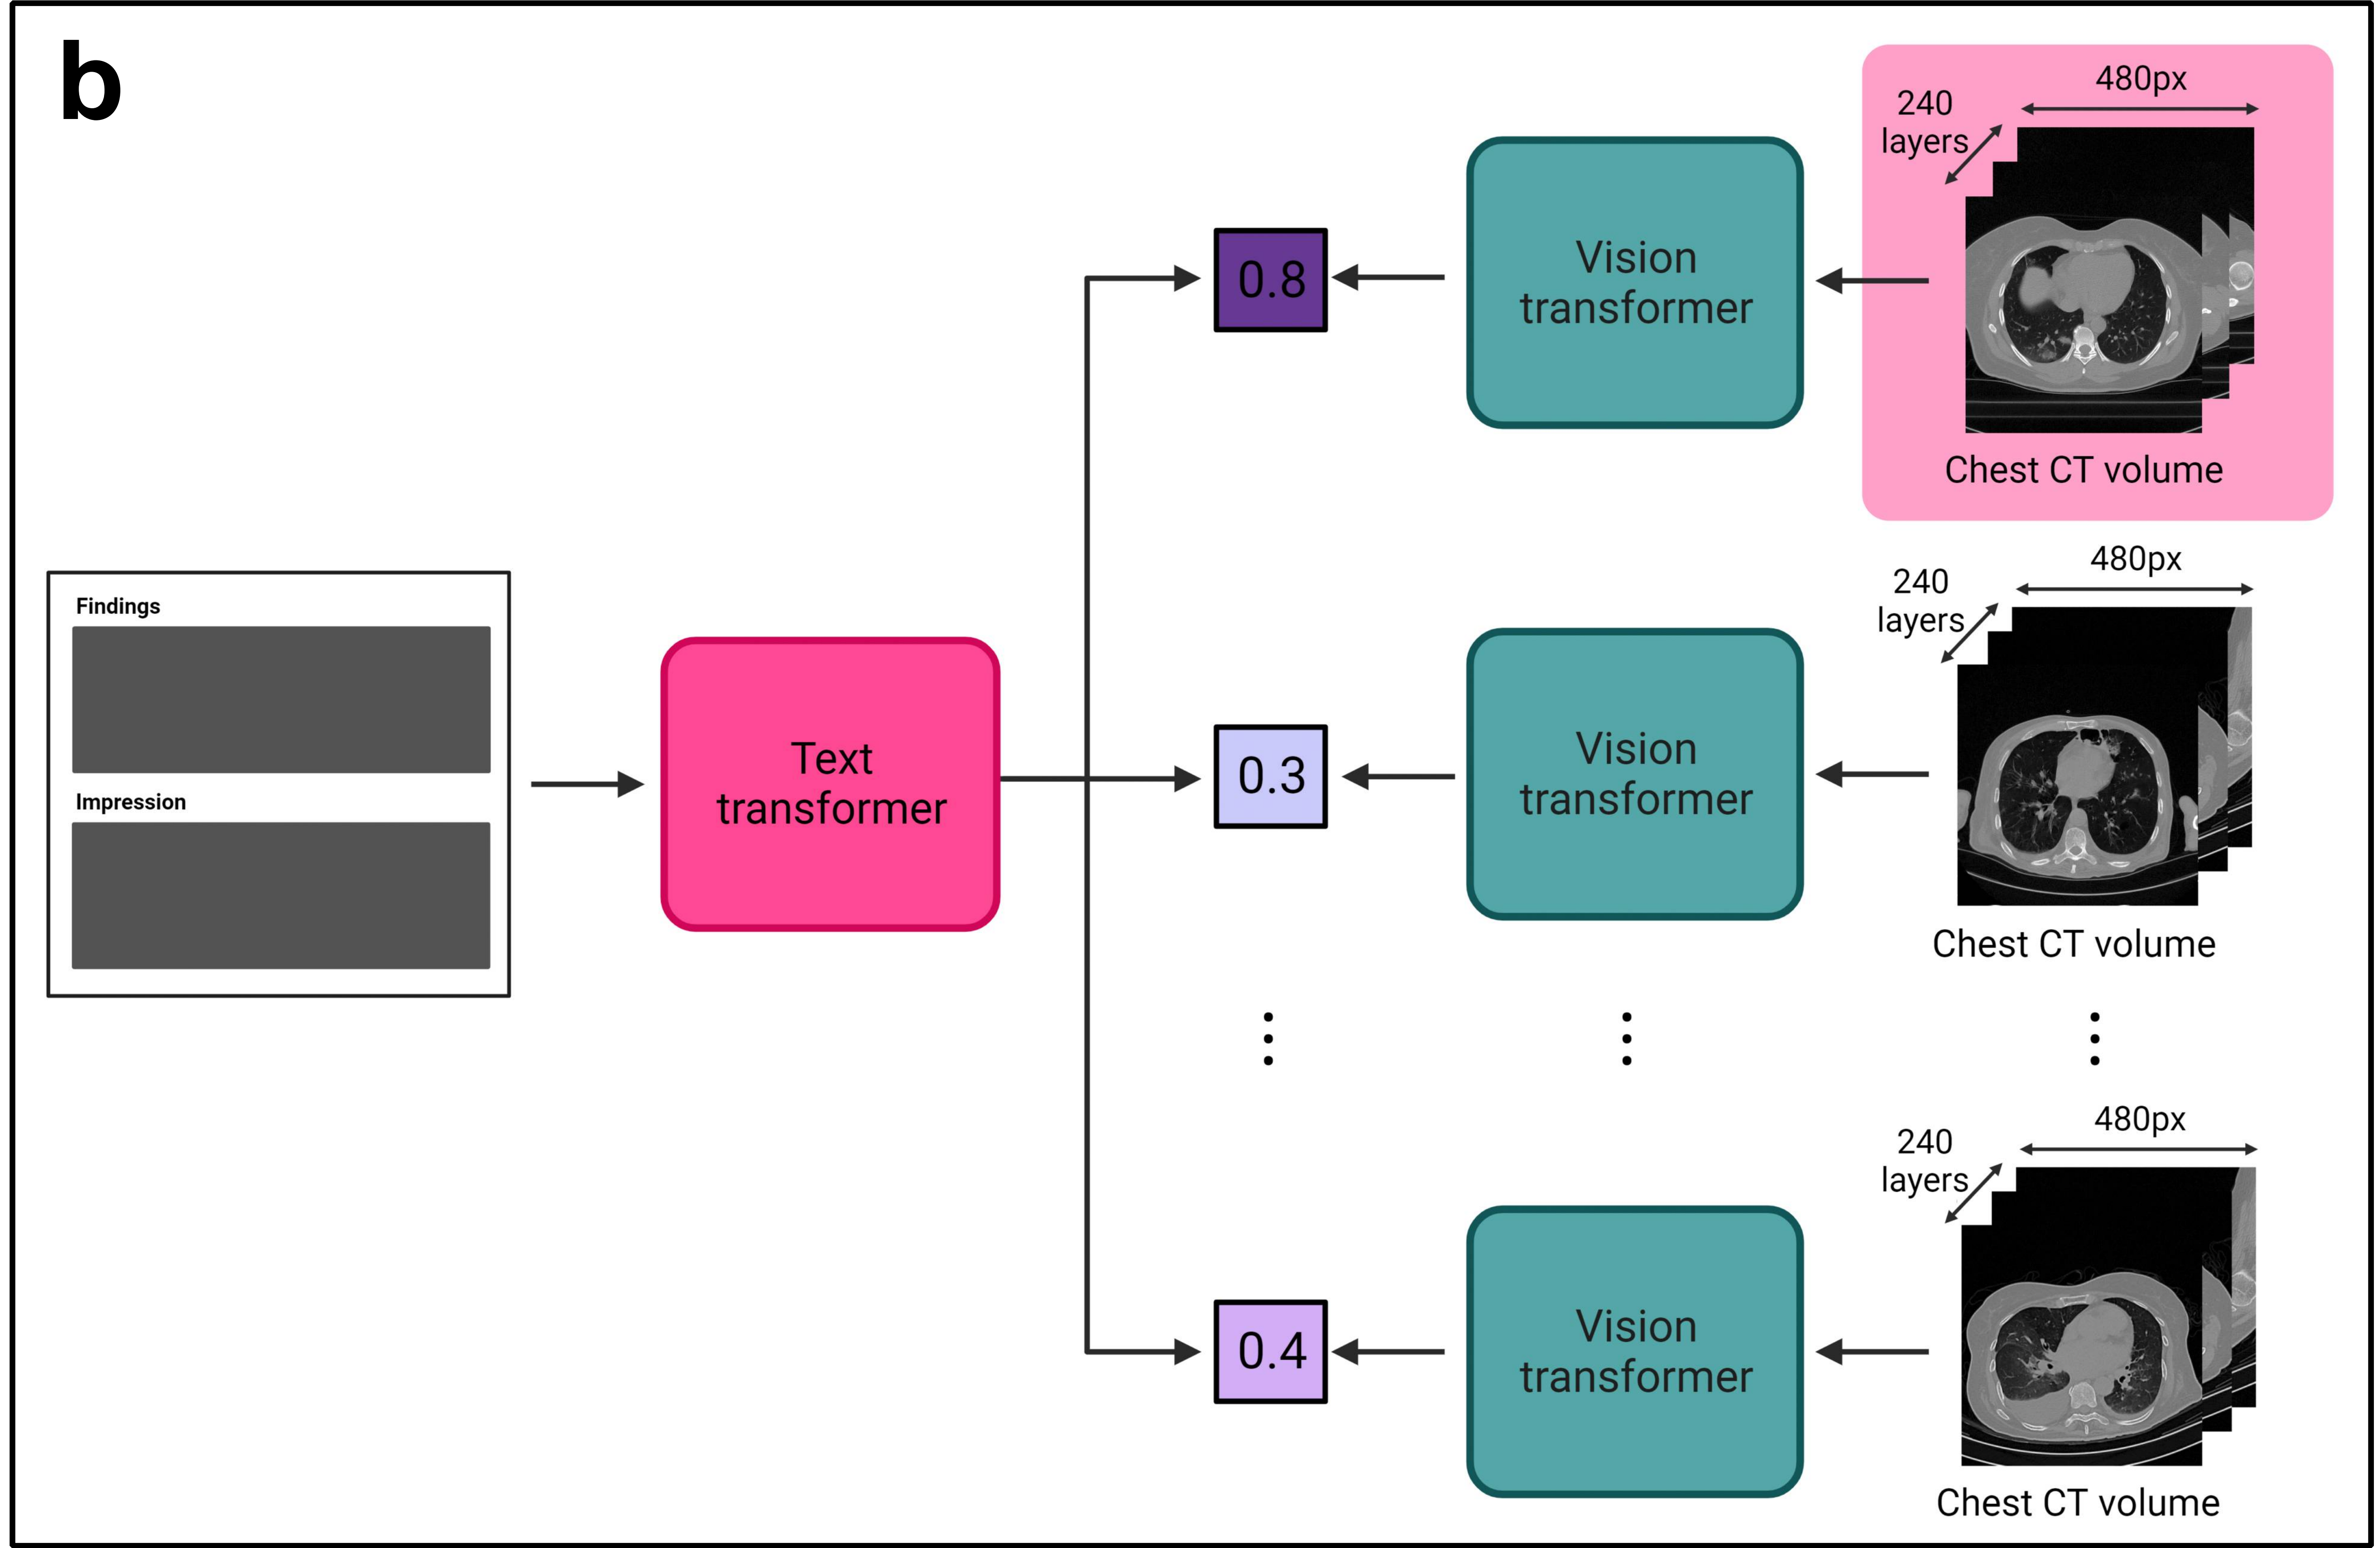 b
480px
240
layers
Vision
transformer
0.8
Chest CT volume
480px
240
layers
Findings
Impression
Text
transformer
0.3
Vision
transformer
Chest CT volume
480px
240
layers
0.4
Vision
transformer
Chest CT volume